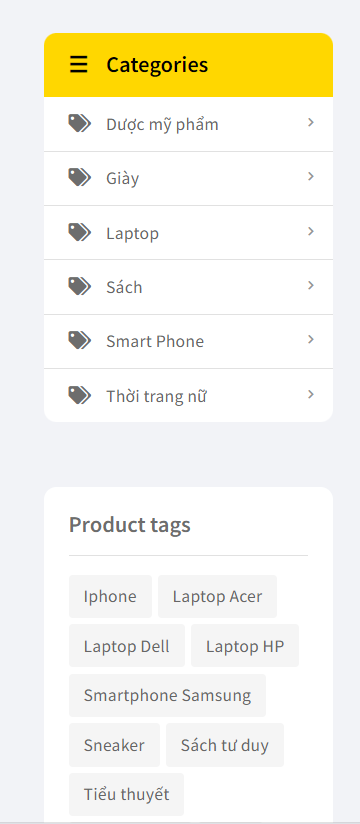 Categories
Dược mỹ phẩm
Giày
Laptop
Sách
Smart Phone
Thời trang nữ
Product tags
Iphone Laptop Acer
Laptop Dell Laptop HP
Smartphone Samsung
Sneaker Sách tư duy
Tiểu thuyết